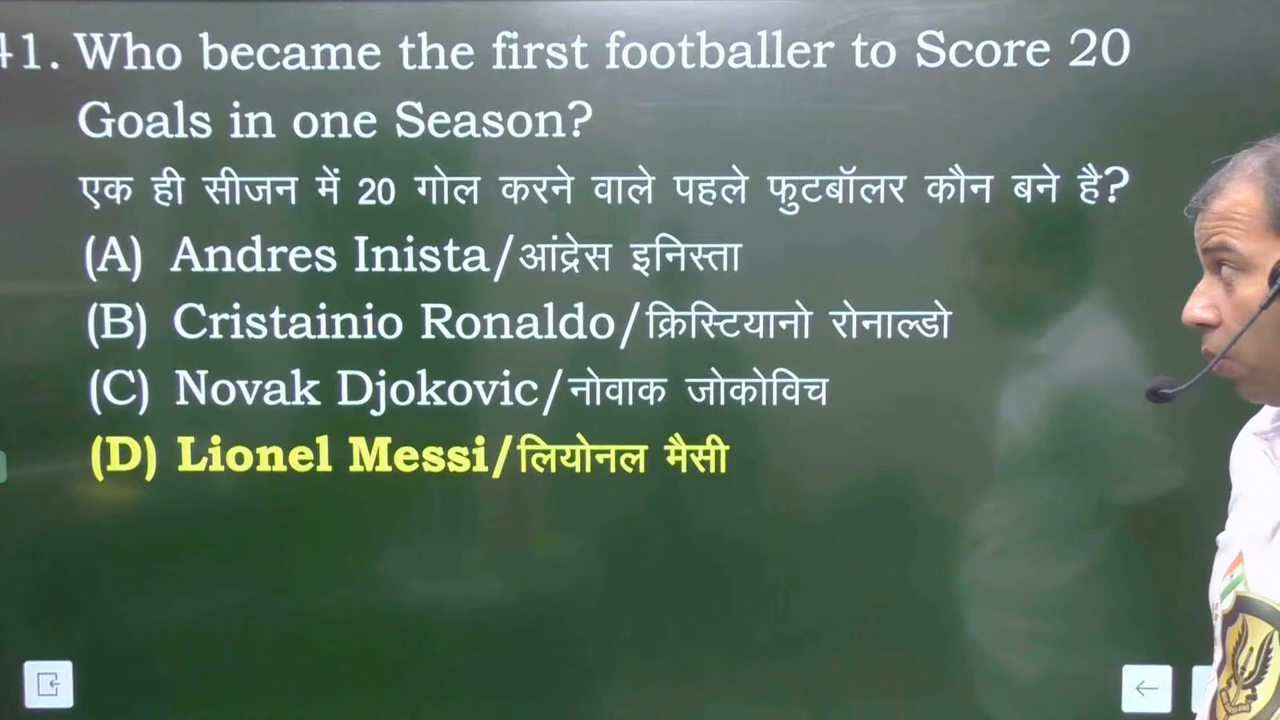 41. Who became the first footballer to Score 20
Goals in one Season?
एक ही सीजन में 20 गोल करने वाले पहले फुटबॉलर कौन बने है?
(A) Andres Inista/आंद्रेस इनिस्ता
(B) Cristainio Ronaldo/क्रिस्टियानो रोनाल्डो
(C) Novak Djokovic/नोवाक जोकोविच
(D) Lionel Messi/लियोनल मैसी